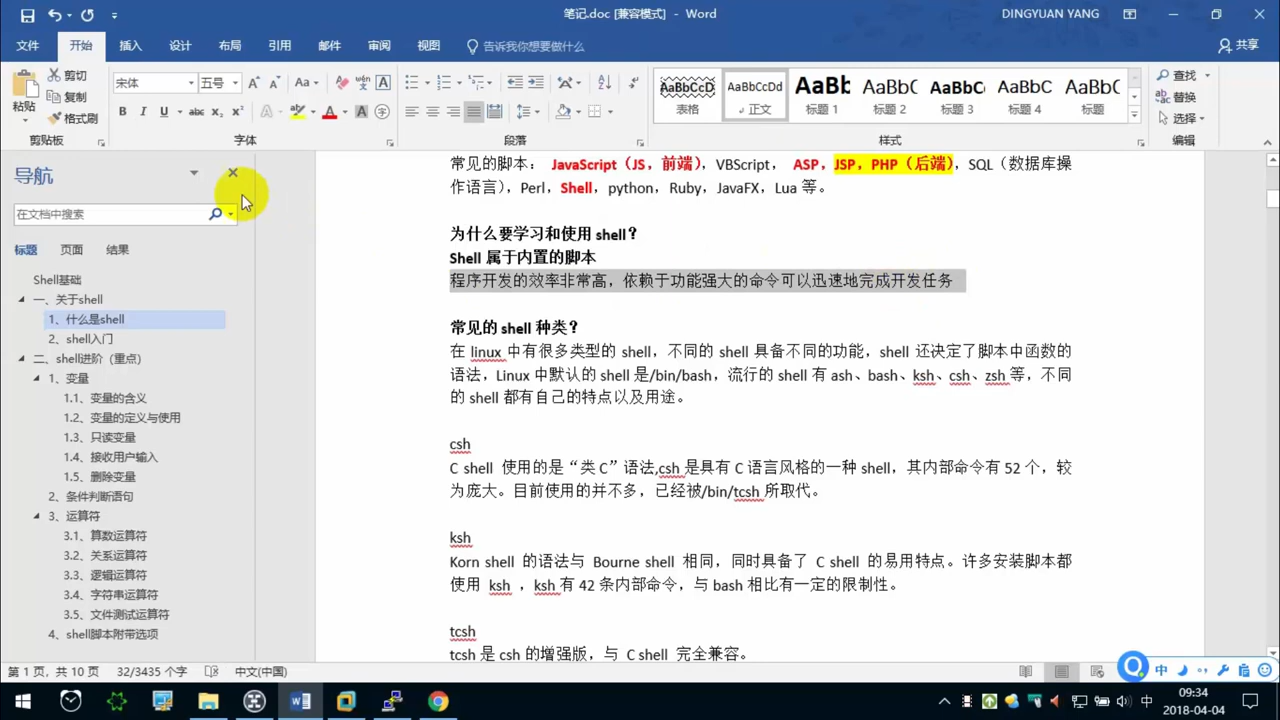 笔记.doc [兼容模式] - Word
DINGYUAN YANG
文件 开始 插入 设计 布局 引用 邮件 审阅 视图 告诉我你想要做什么 共享
粘贴 剪切 复制 格式刷
宋体 五号
AaBbCcD AaBbCcDd AaBb AaBbC AaBbC AaBbC AaBbC
表格 正文 标题 1 标题 2 标题 3 标题 4 标题
查找 替换 选择
剪贴板 字体 段落 样式 编辑
导航
在文档中搜索
标题 页面 结果
Shell基础
一、关于shell
1、什么是shell
2、shell入门
二、shell进阶（重点）
1、变量
1.1、变量的含义
1.2、变量的定义与使用
1.3、只读变量
1.4、接收用户输入
1.5、删除变量
2、条件判断语句
3、运算符
3.1、算数运算符
3.2、关系运算符
3.3、逻辑运算符
3.4、字符串运算符
3.5、文件测试运算符
4、shell脚本附带选项
常见的脚本： JavaScript（JS，前端），VBScript， ASP，JSP，PHP（后端），SQL（数据库操
作语言），Perl，Shell，python，Ruby，JavaFX，Lua 等。
为什么要学习和使用 shell？
Shell 属于内置的脚本
程序开发的效率非常高，依赖于功能强大的命令可以迅速地完成开发任务
常见的 shell 种类？
在 linux 中有很多类型的 shell，不同的 shell 具备不同的功能，shell 还决定了脚本中函数的
语法，Linux 中默认的 shell 是/bin/bash，流行的 shell 有 ash、bash、ksh、csh、zsh 等，不同
的 shell 都有自己的特点以及用途。
csh
C shell 使用的是“类 C”语法,csh 是具有 C 语言风格的一种 shell，其内部命令有 52 个，较
为庞大。目前使用的并不多，已经被/bin/tcsh 所取代。
ksh
Korn shell 的语法与 Bourne shell 相同，同时具备了 C shell 的易用特点。许多安装脚本都
使用 ksh ，ksh 有 42 条内部命令，与 bash 相比有一定的限制性。
tcsh
tcsh 是 csh 的增强版，与 C shell 完全兼容。
第 1 页，共 10 页 32/3435 个字 中文(中国)
中
中 09:34
2018-04-04